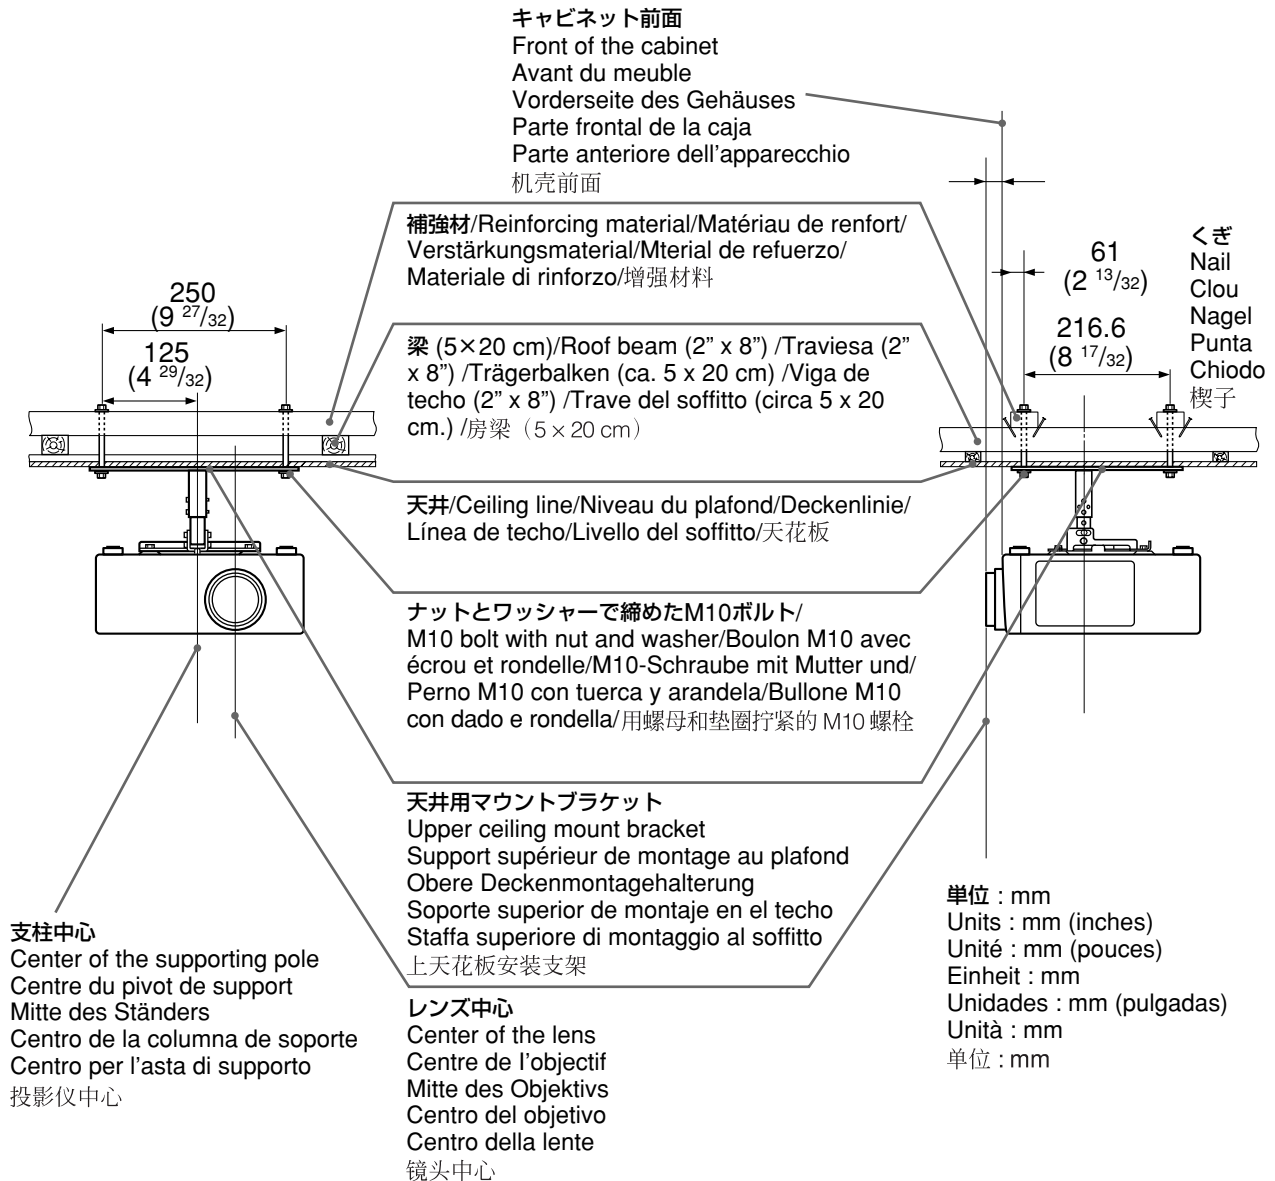 キャビネット前面
Front of the cabinet
Avant du meuble
Vorderseite des Gehäuses
Parte frontal de la caja
Parte anteriore dell'apparecchio
机壳前面
補強材/Reinforcing material/Matériau de renfort/
Verstärkungsmaterial/Mterial de refuerzo/
Materiale di rinforzo/增强材料
250
(9 27/32)
125
(4 29/32)
梁 (5×20 cm)/Roof beam (2” x 8”) /Traviesa (2”
x 8”) /Trägerbalken (ca. 5 x 20 cm) /Viga de
techo (2” x 8”) /Trave del soffitto (circa 5 x 20
cm.) /房梁（5 x 20 cm）
61
(2 13/32)
216.6
(8 17/32)
くぎ
Nail
Clou
Nagel
Punta
Chiodo
楔子
天井/Ceiling line/Niveau du plafond/Deckenlinie/
Línea de techo/Livello del soffitto/天花板
ナットとワッシャーで締めたM10ボルト/
M10 bolt with nut and washer/Boulon M10 avec
écrou et rondelle/M10-Schraube mit Mutter und/
Perno M10 con tuerca y arandela/Bullone M10
con dado e rondella/用螺母和垫圈拧紧的 M10 螺栓
天井用マウントブラケット
Upper ceiling mount bracket
Support supérieur de montage au plafond
Obere Deckenmontagehalterung
Soporte superior de montaje en el techo
Staffa superiore di montaggio al soffitto
上天花板安装支架
支柱中心
Center of the supporting pole
Centre du pivot de support
Mitte des Ständers
Centro de la columna de soporte
Centro per l'asta di supporto
投影仪中心
レンズ中心
Center of the lens
Centre de l'objectif
Mitte des Objektivs
Centro del objetivo
Centro della lente
镜头中心
単位 : mm
Units : mm (inches)
Unité : mm (pouces)
Einheit : mm
Unidades : mm (pulgadas)
Unità : mm
单位 : mm